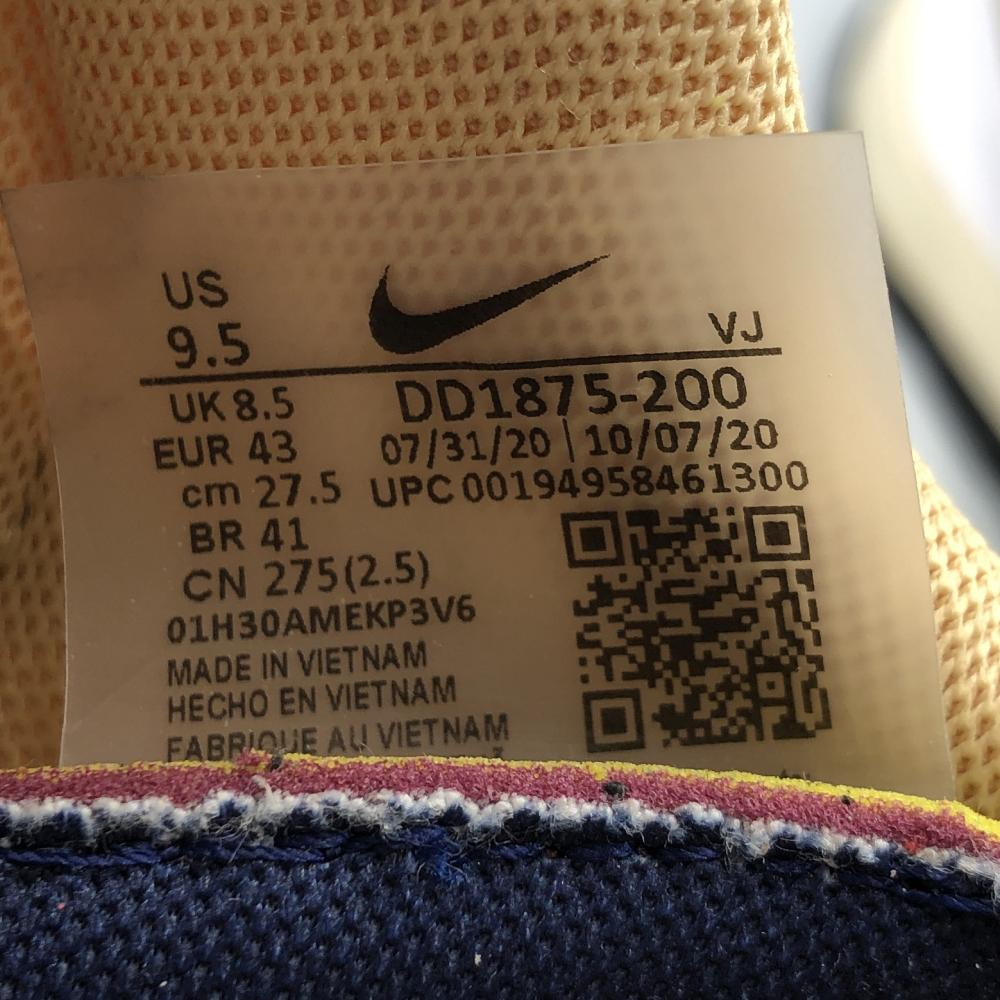 US
9.5
VJ
UK 8.5
DD1875-200
EUR 43
07/31/20 | 10/07/20
cm 27.5
UPC 00194958461300
BR 41
CN 275(2.5)
01H30AMEKP3V6
MADE IN VIETNAM
HECHO EN VIETNAM
FABRIQUE AU VIETNAM